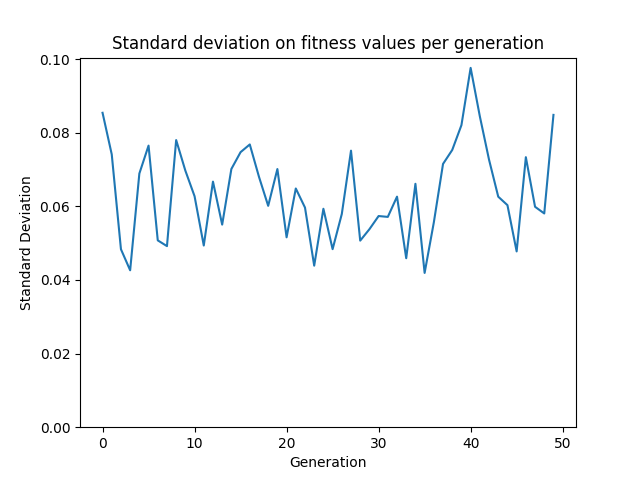 Standard deviation on fitness values per generation
0.10
0.08
0.06
0.04
0.02
0.00
Standard Deviation
0 10 20 30 40 50
Generation